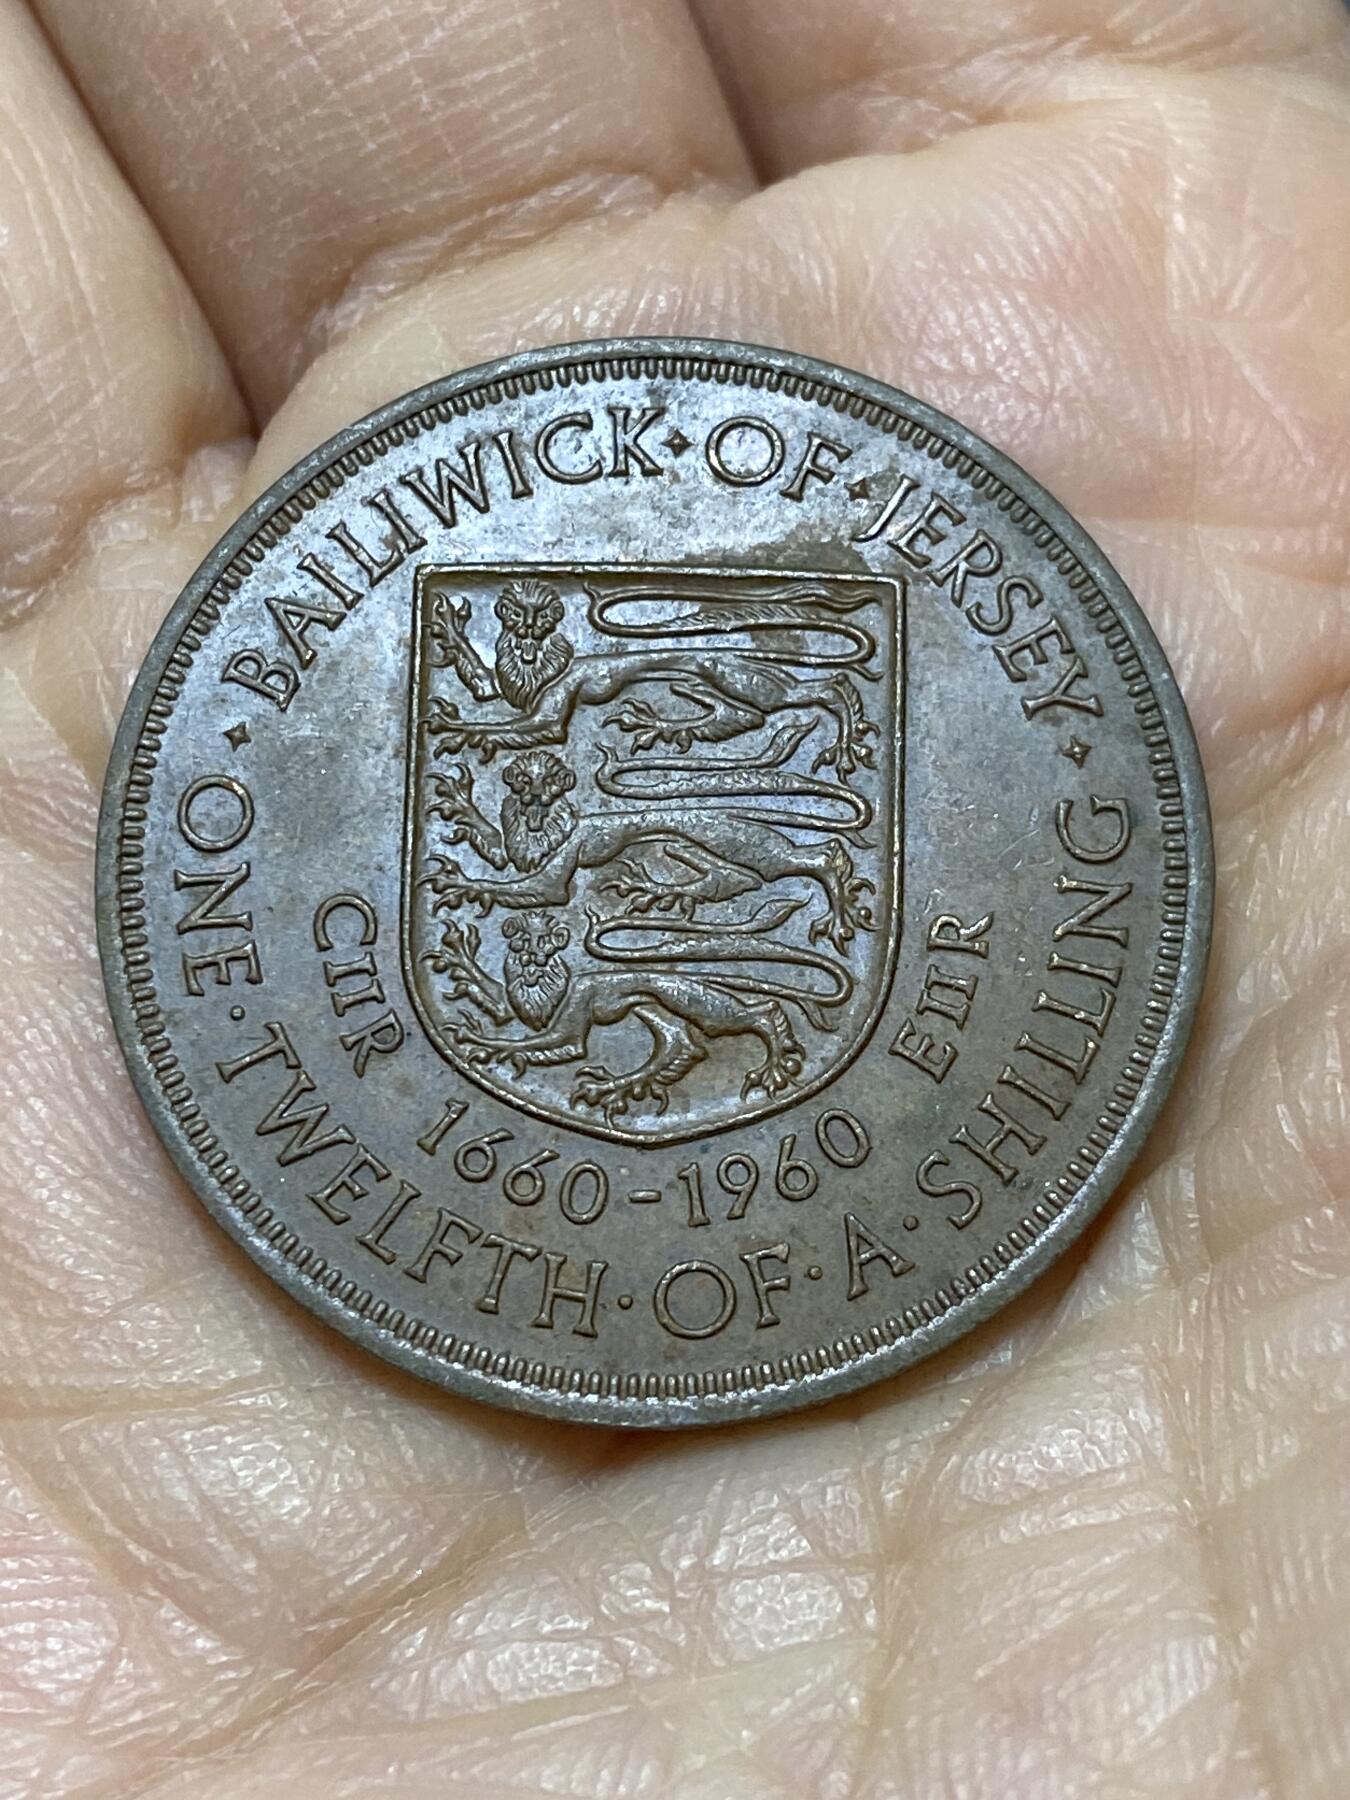 BAILIWICK · OF · JERSEY
ONE · TWELFTH · OF · A · SHILLING
CIIR
EIIR
1660-1960